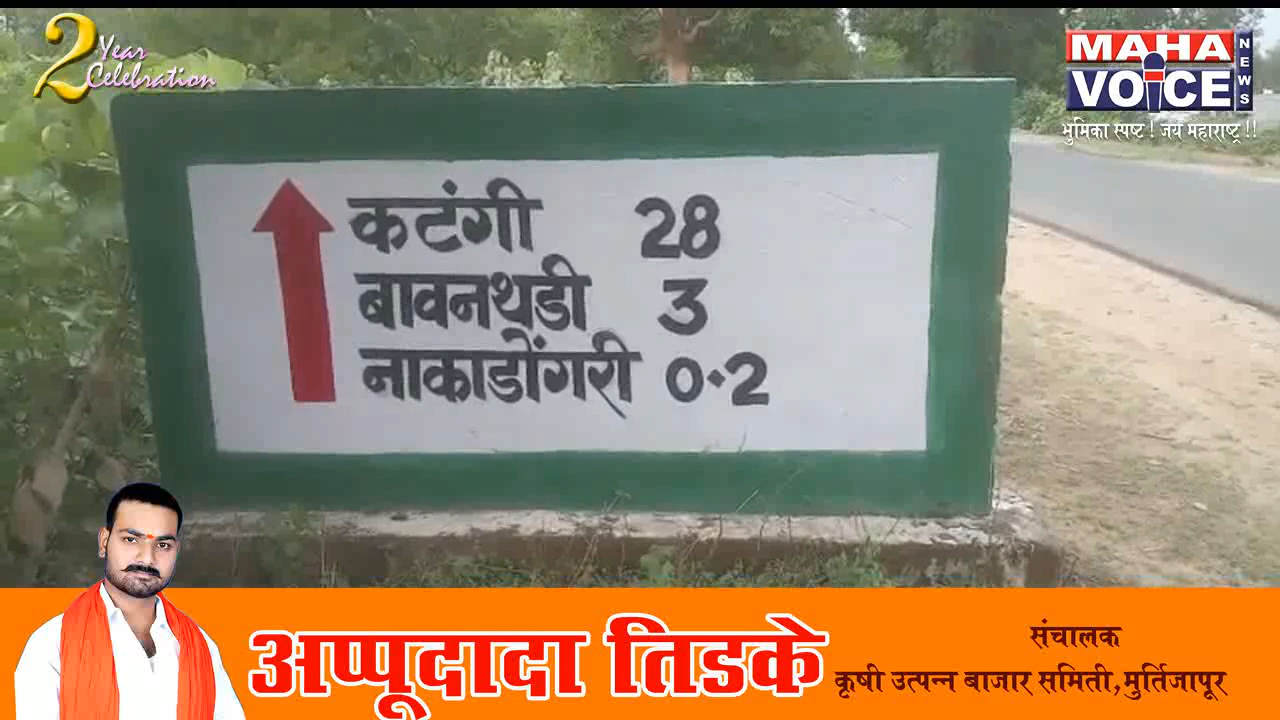 2 Year
Celebration
MAHA
VOICE
NEWS
भुमिका स्पष्ट ! जय महाराष्ट्र !!
कटंगी 28
बावनथडी 3
नाकाडोंगरी 0.2
अप्पूदादा तिडके
संचालक
कृषी उत्पन्न बाजार समिती,मुर्तिजापूर